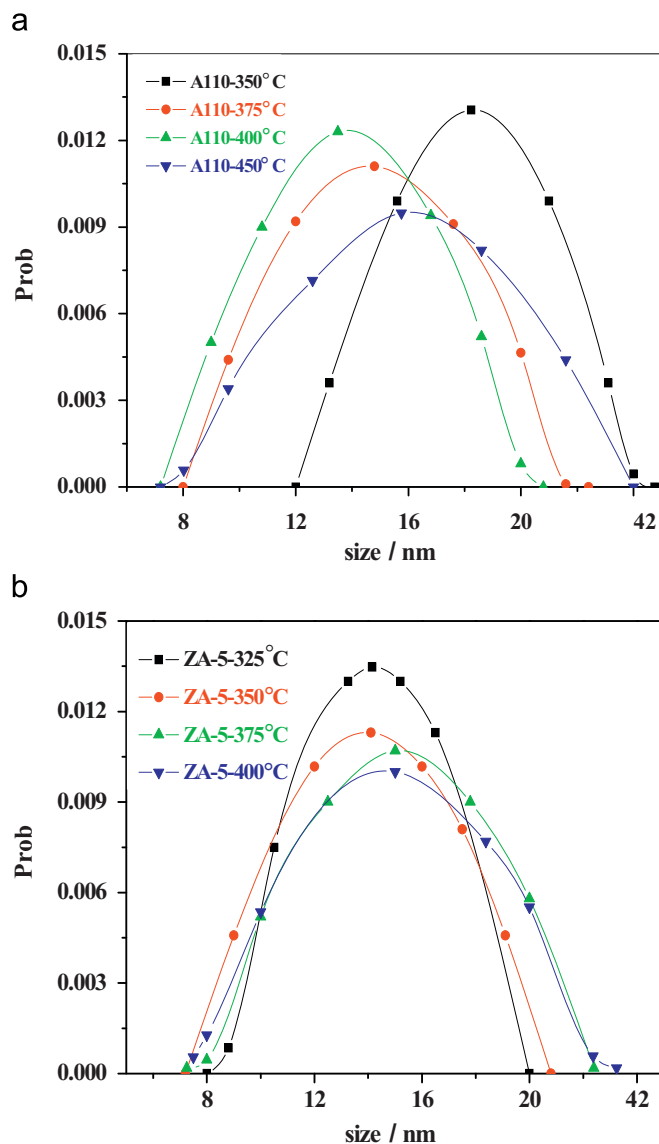 a
0.015
A110-350°C
A110-375°C
A110-400°C
A110-450°C
0.012
0.009
0.006
0.003
0.000
Prob
8 12 16 20 42
size / nm
b
0.015
ZA-5-325°C
ZA-5-350°C
ZA-5-375°C
ZA-5-400°C
0.012
0.009
0.006
0.003
0.000
Prob
8 12 16 20 42
size / nm